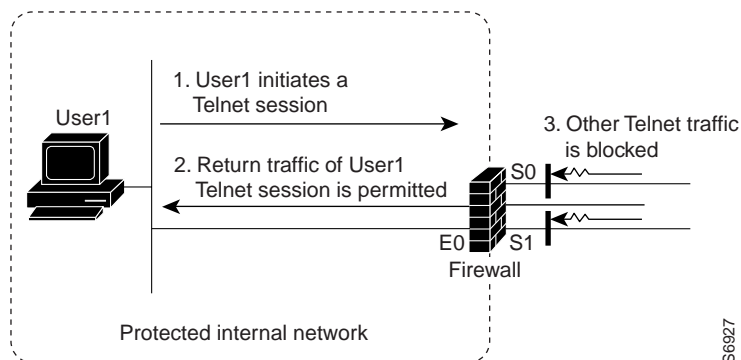 1. User1 initiates a
Telnet session
User1
3. Other Telnet traffic
is blocked
2. Return traffic of User1
Telnet session is permitted
S0
E0
S1
Firewall
Protected internal network
S6927